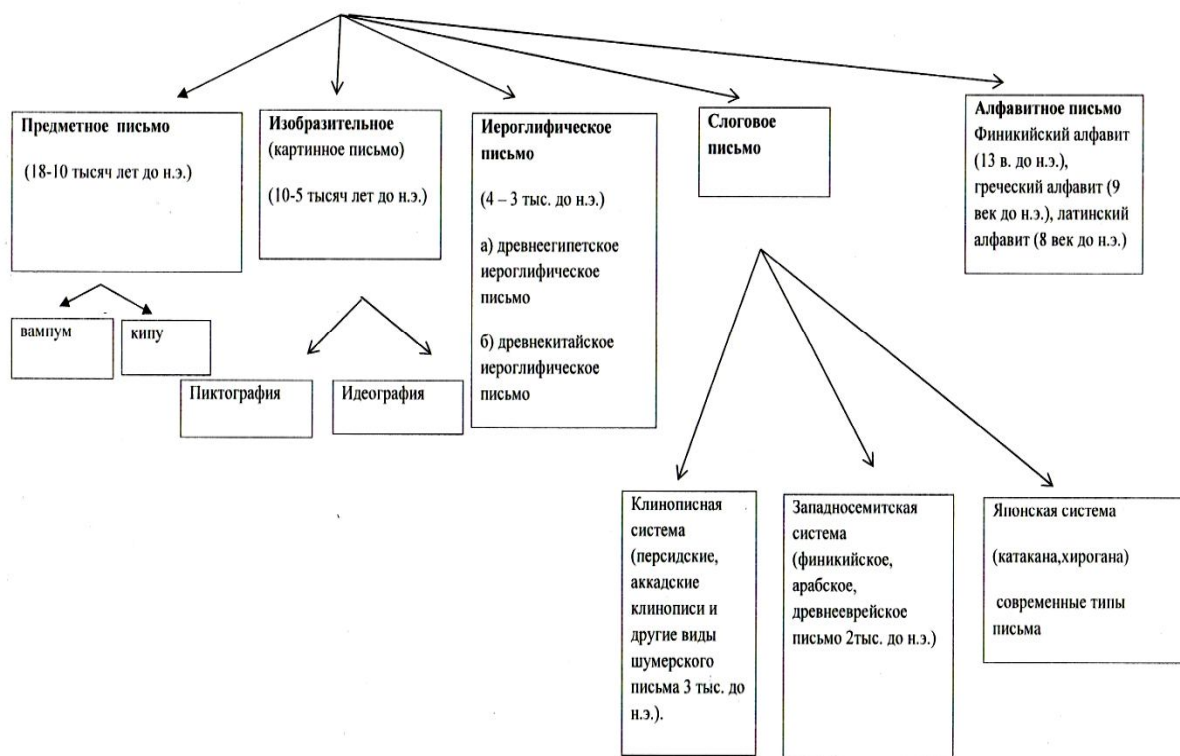 Предметное письмо
(18-10 тысяч лет до н.э.)
вампум
кипу
Изобразительное
(картинное письмо)
(10-5 тысяч лет до н.э.)
Пиктография
Идеография
Иероглифическое
письмо
(4 – 3 тыс. до н.э.)
а) древнеегипетское
иероглифическое
письмо
б) древнекитайское
иероглифическое
письмо
Слоговое
письмо
Клинописная
система
(персидские,
аккадские
клинописи и
другие виды
шумерского
письма 3 тыс. до
н.э.).
Западносемитская
система
(финикийское,
арабское,
древнееврейское
письмо 2тыс. до н.э.)
Японская система
(катакана,хирогана)
современные типы
письма
Алфавитное письмо
Финикийский алфавит
(13 в. до н.э.),
греческий алфавит (9
век до н.э.), латинский
алфавит (8 век до н.э.)